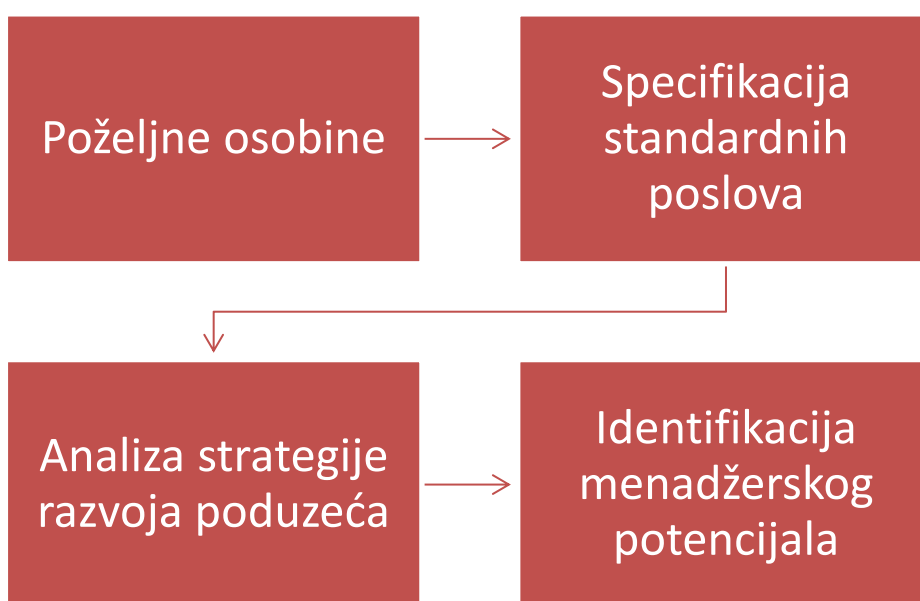 Poželjne osobine
Specifikacija
standardnih
poslova
Analiza strategije
razvoja poduzeća
Identifikacija
menadžerskog
potencijala